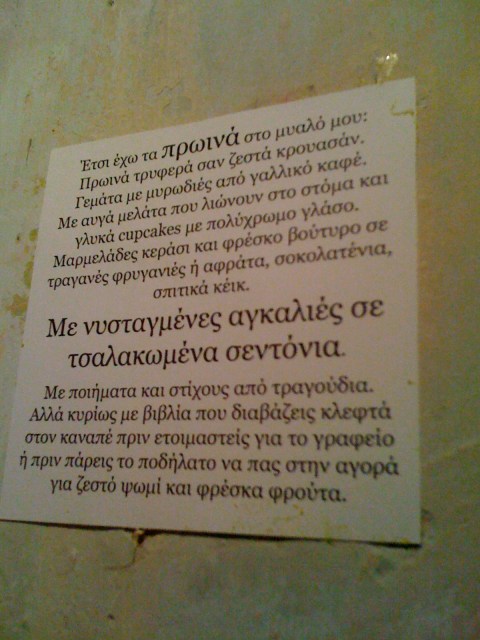 Έτσι έχω τα πρωινά στο μυαλό μου:
Πρωινά τρυφερά σαν ζεστά κρουασάν.
Γεμάτα με μυρωδιές από γαλλικό καφέ.
Με αυγά μελάτα που λιώνουν στο στόμα και
γλυκά cupcakes με πολύχρωμο γλάσο.
Μαρμελάδες κεράσι και φρέσκο βούτυρο σε
τραγανές φρυγανιές ή αφράτα, σοκολατένια,
σπιτικά κέικ.
Με νυσταγμένες αγκαλιές σε
τσαλακωμένα σεντόνια.
Με ποιήματα και στίχους από τραγούδια.
Αλλά κυρίως με βιβλία που διαβάζεις κλεφτά
στον καναπέ πριν ετοιμαστείς για το γραφείο
ή πριν πάρεις το ποδήλατο να πας στην αγορά
για ζεστό ψωμί και φρέσκα φρούτα.